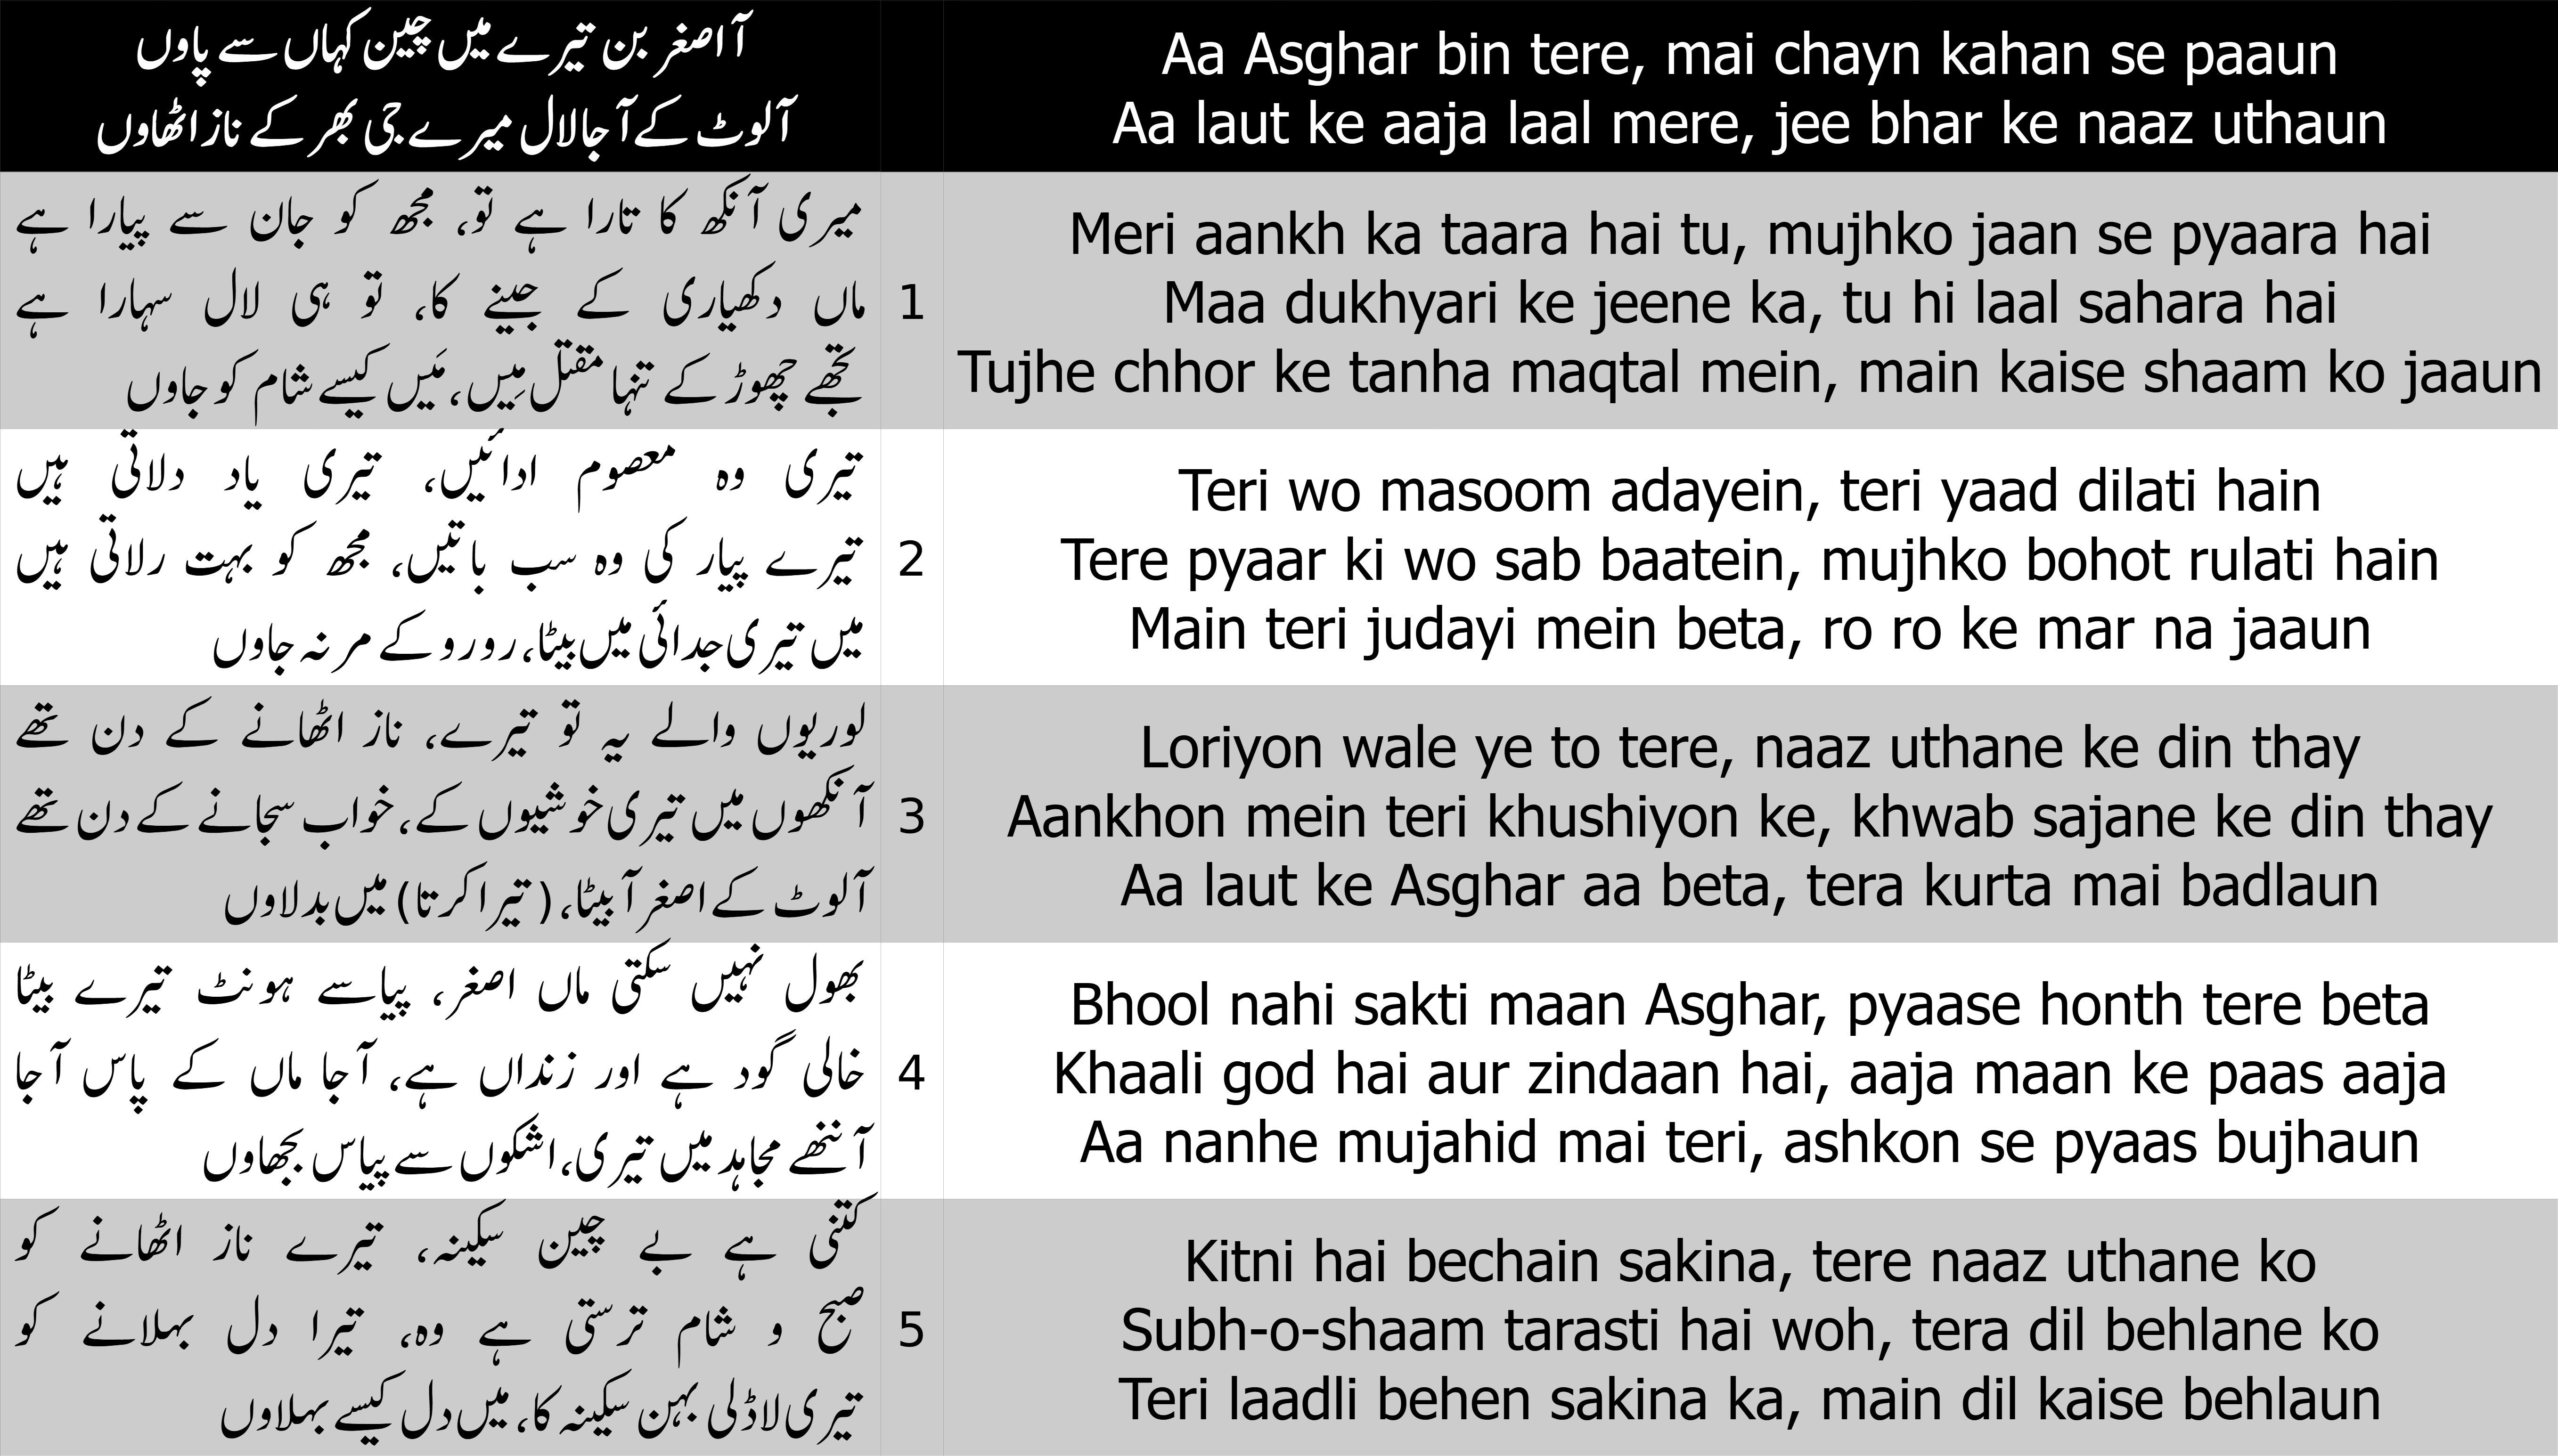 آ اصغر بن تیرے میں چین کہاں سے پاوں
آ لوٹ کے آ جا لال میرے جی بھر کے ناز اٹھاوں
Aa Asghar bin tere, mai chayn kahan se paaun
Aa laut ke aaja laal mere, jee bhar ke naaz uthaun
میری آنکھ کا تارا ہے تو، مجھ کو جان سے پیارا ہے
ماں دکھیاری کے جینے کا، تو ہی لال سہارا ہے
تجھے چھوڑ کے تنہا مقتل مِیں، مَیں کیسے شام کو جاوں
1
Meri aankh ka taara hai tu, mujhko jaan se pyaara hai
Maa dukhyari ke jeene ka, tu hi laal sahara hai
Tujhe chhor ke tanha maqtal mein, main kaise shaam ko jaaun
تیری وہ معصوم ادائیں، تیری یاد دلاتی ہیں
تیرے پیار کی وہ سب باتیں، مجھ کو بہت رلاتی ہیں
میں تیری جدائی میں بیٹا، رو رو کے مر نہ جاوں
2
Teri wo masoom adayein, teri yaad dilati hain
Tere pyaar ki wo sab baatein, mujhko bohot rulati hain
Main teri judayi mein beta, ro ro ke mar na jaaun
لوریوں والے یہ تو تیرے، ناز اٹھانے کے دن تھے
آنکھوں میں تیری خوشیوں کے، خواب سجانے کے دن تھے
آ لوٹ کے اصغر آ بیٹا، (تیرا کرتا) میں بدلاوں
3
Loriyon wale ye to tere, naaz uthane ke din thay
Aankhon mein teri khushiyon ke, khwab sajane ke din thay
Aa laut ke Asghar aa beta, tera kurta mai badlaun
بھول نہیں سکتی ماں اصغر، پیاسے ہونٹ تیرے بیٹا
خالی گود ہے اور زنداں ہے، آ جا ماں کے پاس آ جا
آ ننھے مجاہد میں تیری، اشکوں سے پیاس بجھاوں
4
Bhool nahi sakti maan Asghar, pyaase honth tere beta
Khaali god hai aur zindaan hai, aaja maan ke paas aaja
Aa nanhe mujahid mai teri, ashkon se pyaas bujhaun
کتنی ہے بے چین سکینہ، تیرے ناز اٹھانے کو
صبح و شام ترستی ہے وہ، تیرا دل بہلانے کو
تیری لاڈلی بہن سکینہ کا، میں دل کیسے بہلاوں
5
Kitni hai bechain sakina, tere naaz uthane ko
Subh-o-shaam tarasti hai woh, tera dil behlane ko
Teri laadli behen sakina ka, main dil kaise behlaun